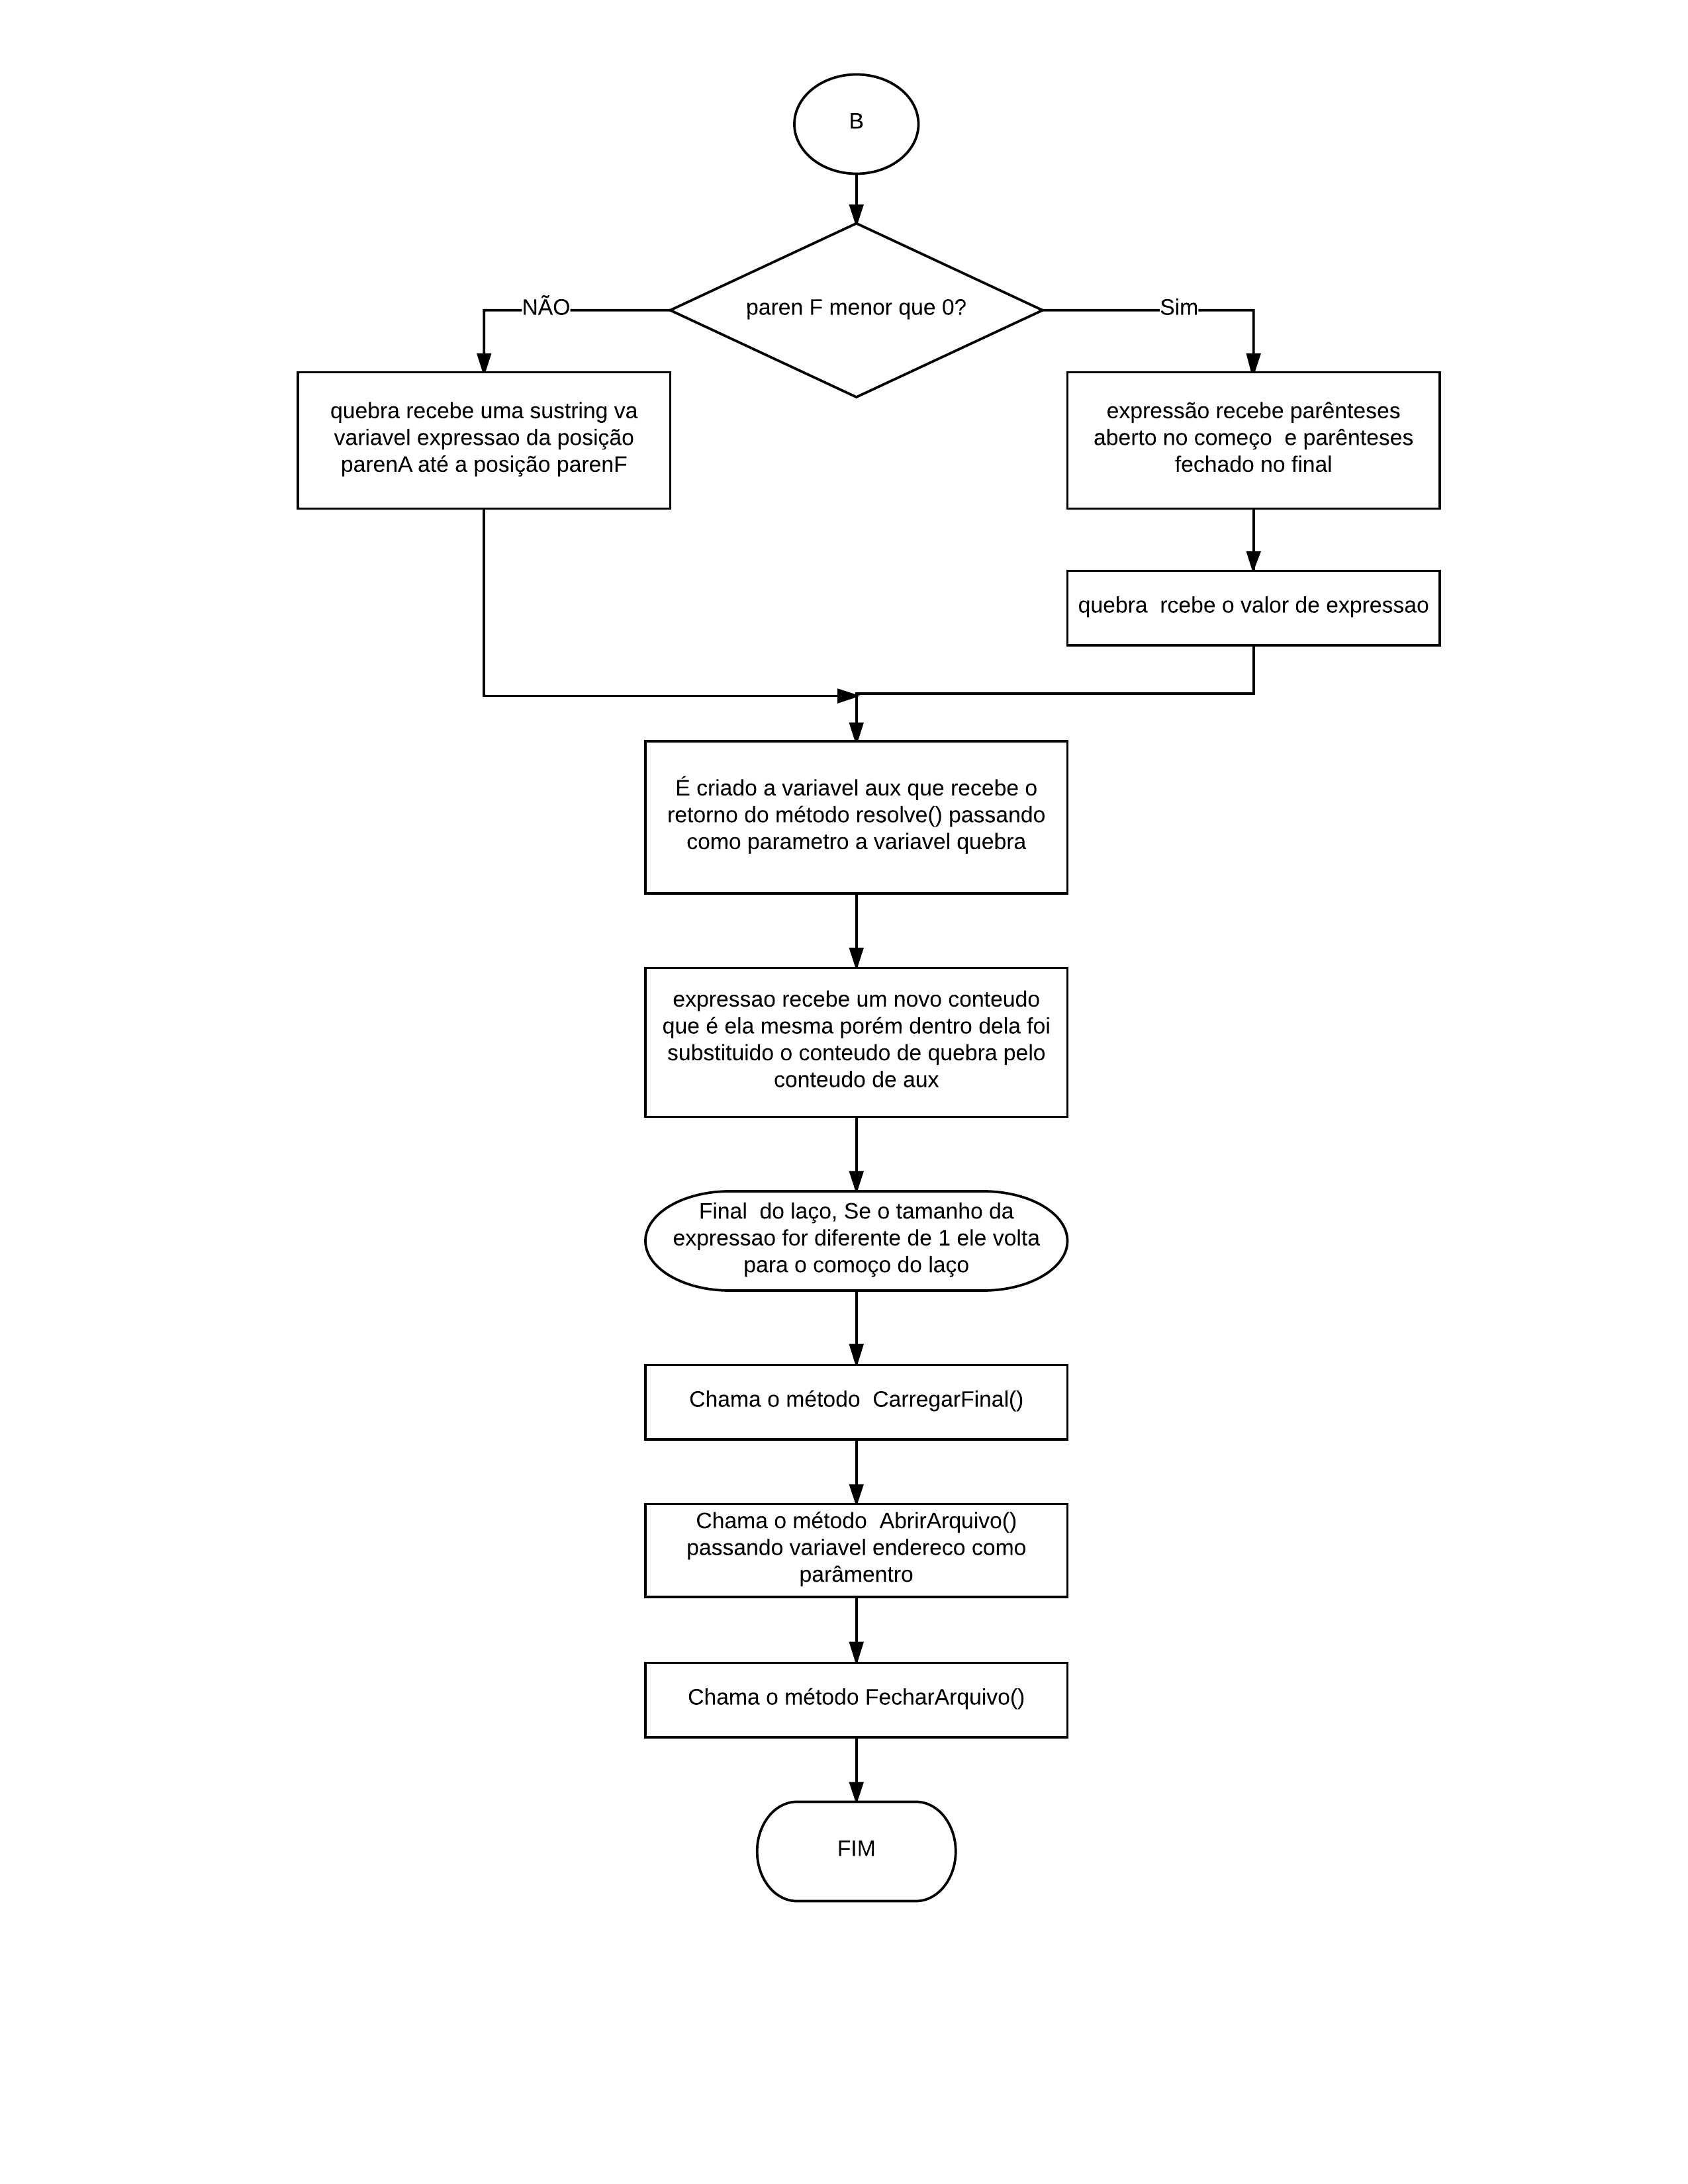 B
paren F menor que 0?
NÃO
Sim
quebra recebe uma sustring va
variavel expressao da posição
parenA até a posição parenF
expressão recebe parênteses
aberto no começo  e parênteses
fechado no final
quebra  rcebe o valor de expressao
É criado a variavel aux que recebe o
retorno do método resolve() passando
como parametro a variavel quebra
expressao recebe um novo conteudo
que é ela mesma porém dentro dela foi
substituido o conteudo de quebra pelo
conteudo de aux
Final  do laço, Se o tamanho da
expressao for diferente de 1 ele volta
para o comoço do laço
Chama o método  CarregarFinal()
Chama o método  AbrirArquivo()
passando variavel endereco como
parâmentro
Chama o método FecharArquivo()
FIM